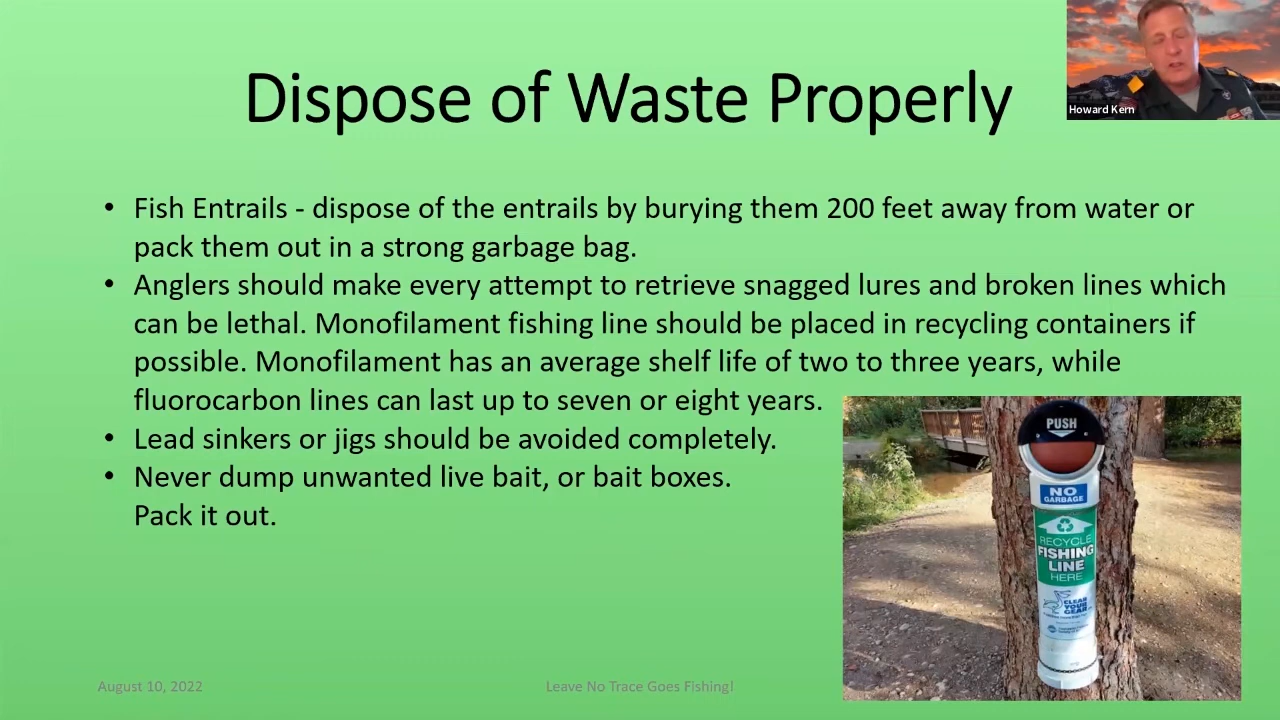 Dispose of Waste Properly
Howard Kern
• Fish Entrails - dispose of the entrails by burying them 200 feet away from water or
pack them out in a strong garbage bag.
• Anglers should make every attempt to retrieve snagged lures and broken lines which
can be lethal. Monofilament fishing line should be placed in recycling containers if
possible. Monofilament has an average shelf life of two to three years, while
fluorocarbon lines can last up to seven or eight years.
• Lead sinkers or jigs should be avoided completely.
• Never dump unwanted live bait, or bait boxes.
Pack it out.
PUSH
NO
GARBAGE
RECYCLE
FISHING
LINE
HERE
CLEAR
YOUR
GEAR
August 10, 2022
Leave No Trace Goes Fishing!